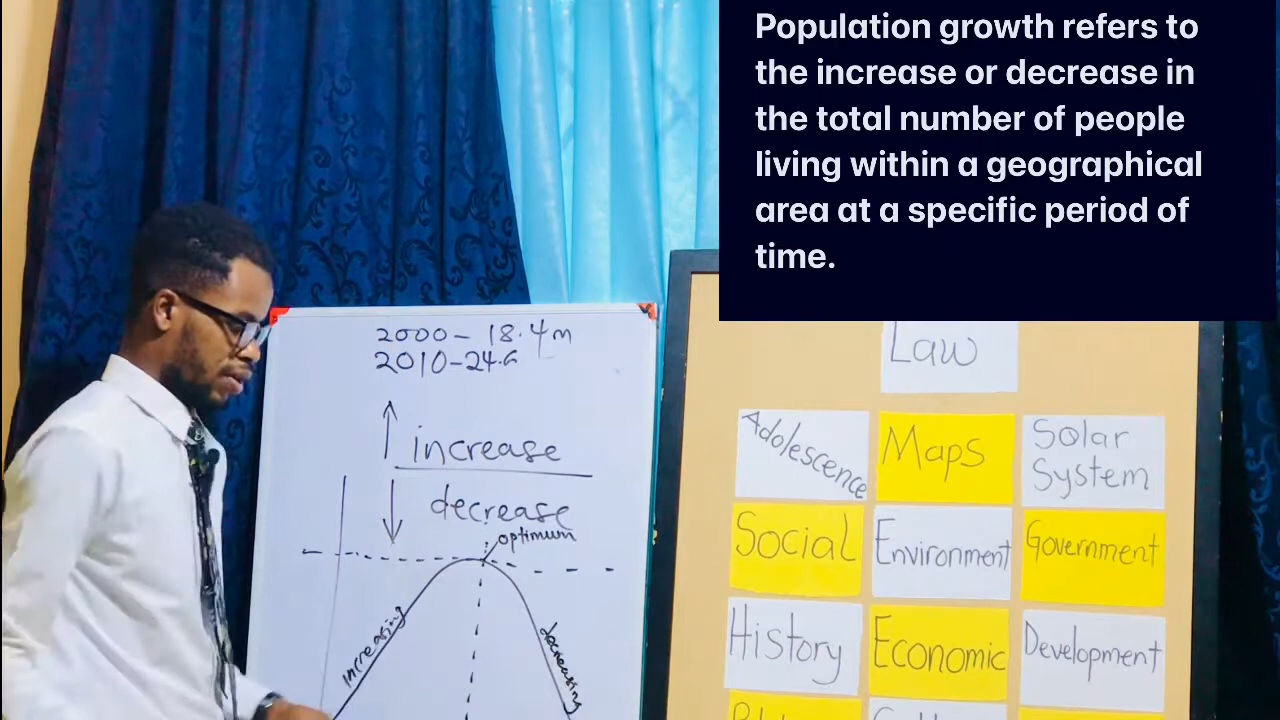 Population growth refers to
the increase or decrease in
the total number of people
living within a geographical
area at a specific period of
time.
2000 - 18.4m
2010-24.6
increase
decrease
optimum
increasing
decreasing
Law
Adolescence
Maps
Solar
System
Social
Environment
Government
History
Economic
Development